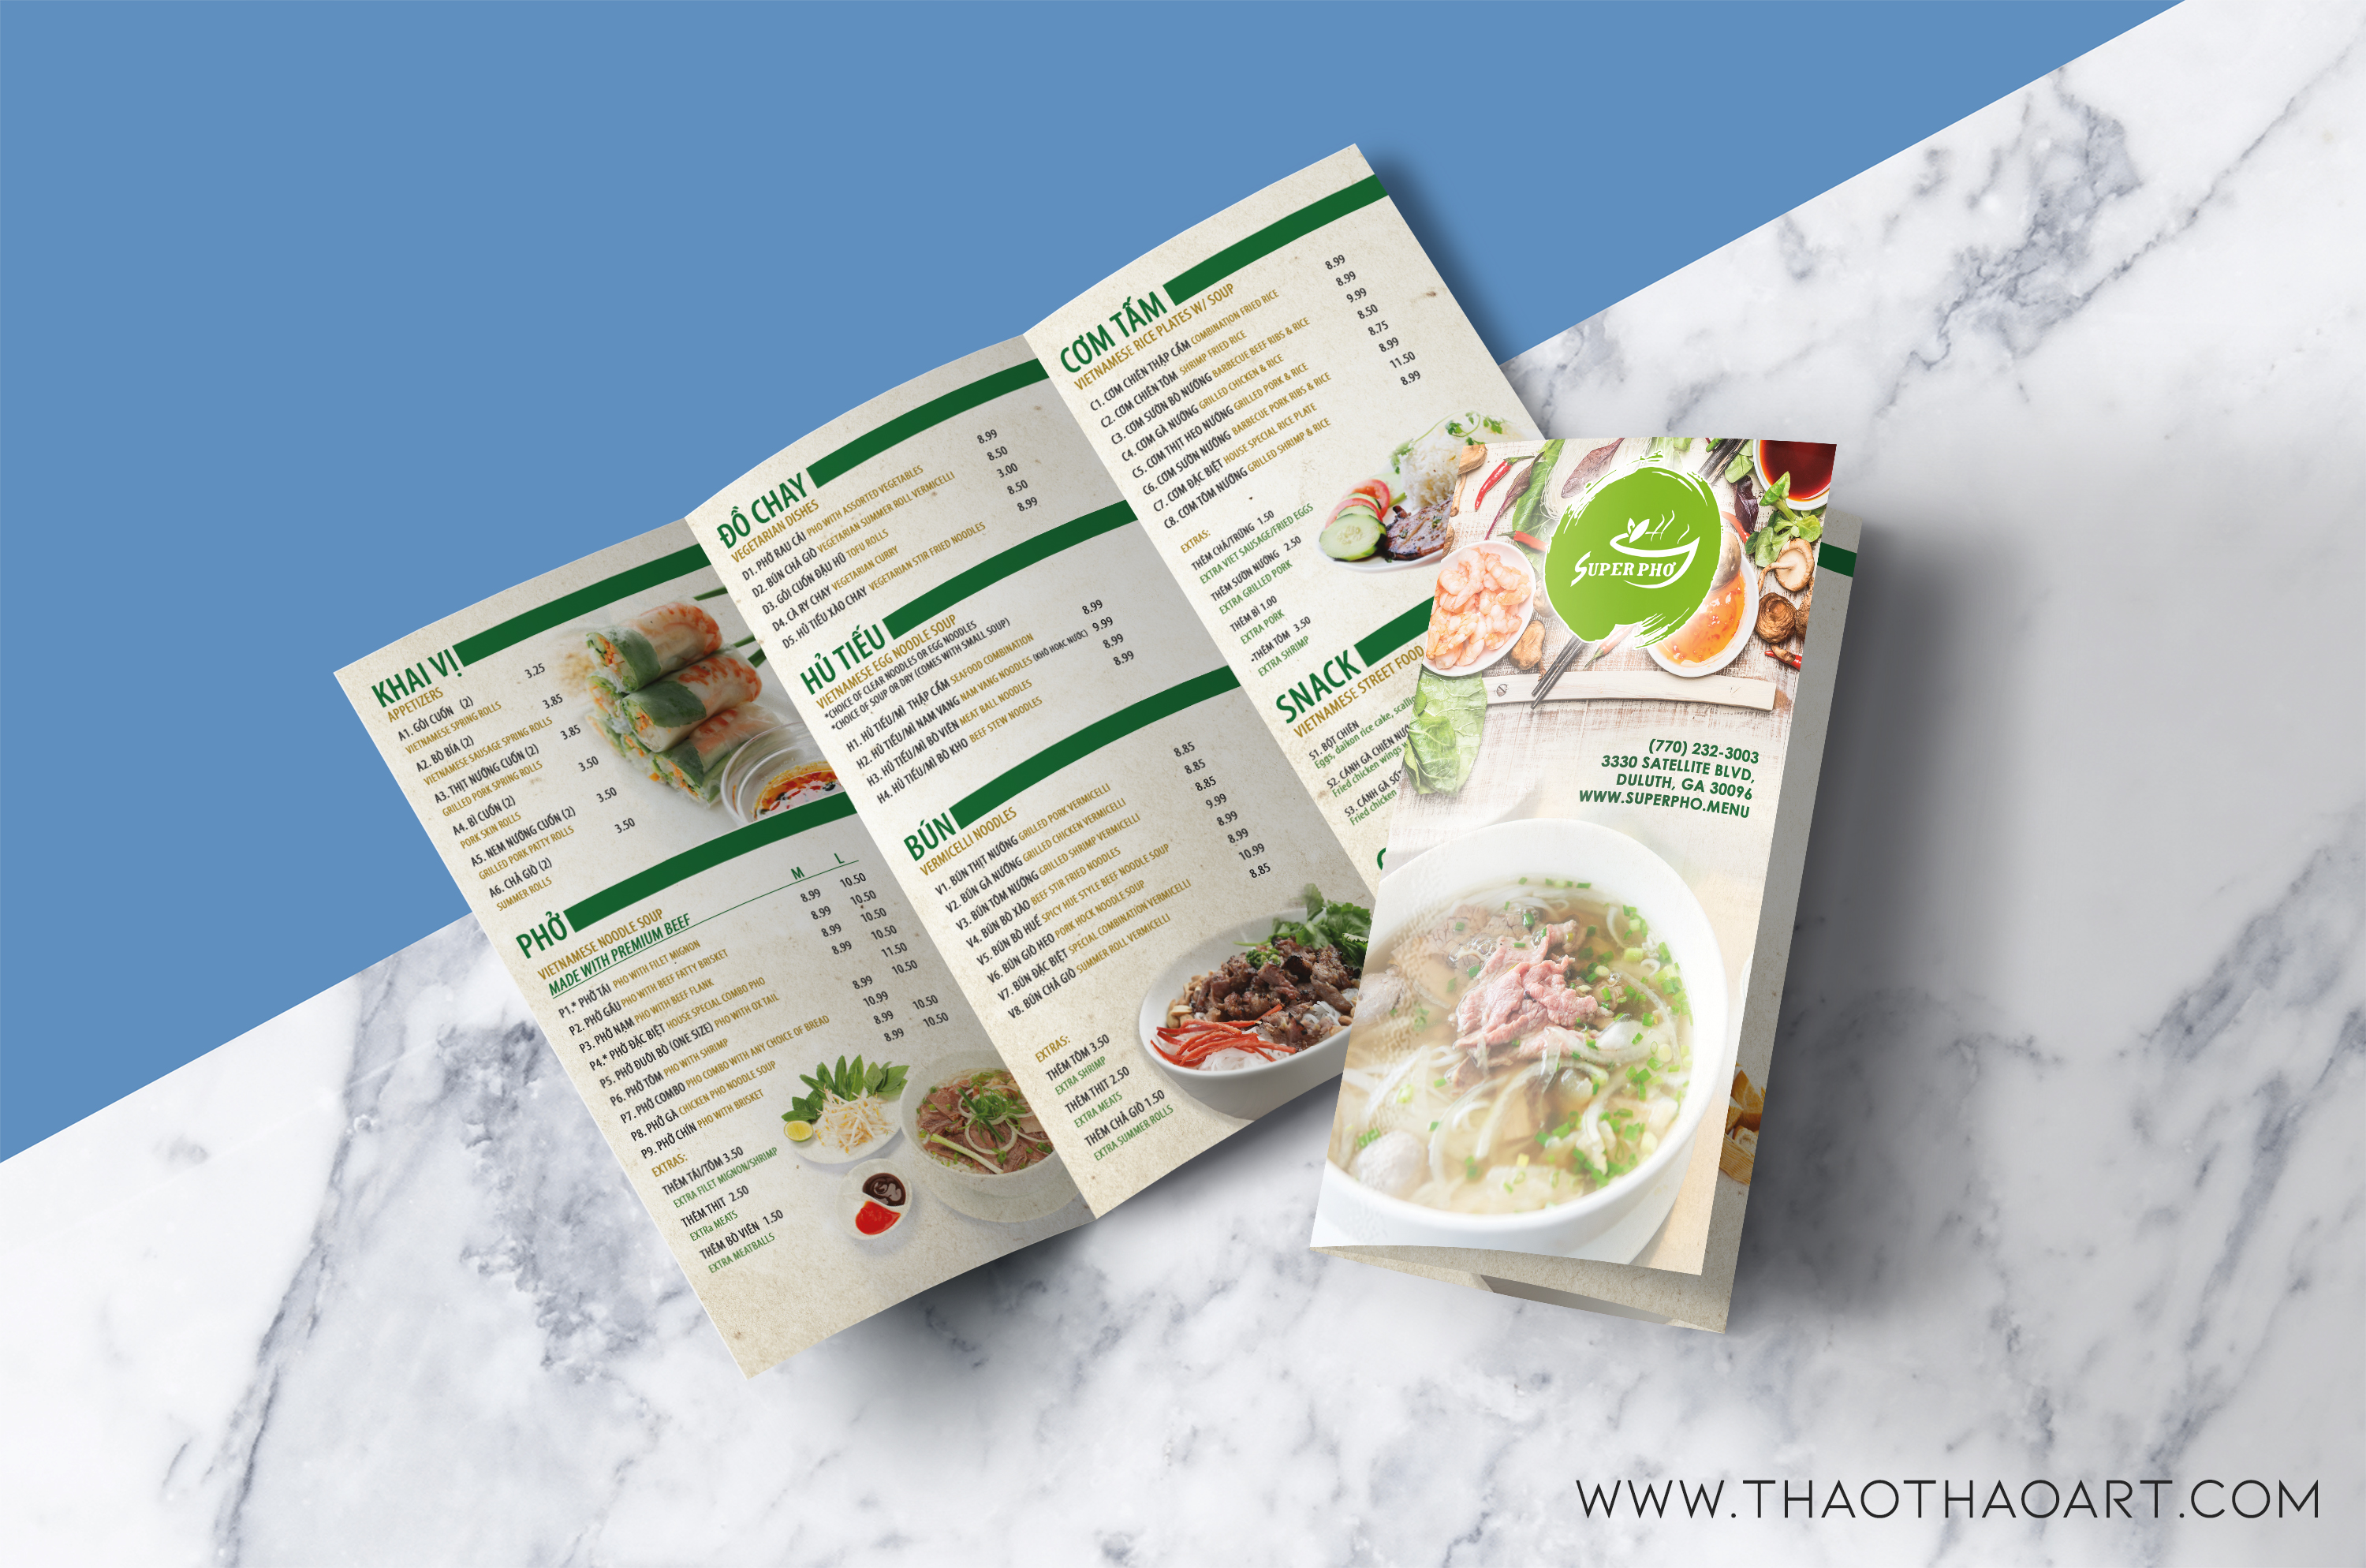 KHAI VỊ
APPETIZERS
A1. GỎI CUỐN (2) 3.25
VIETNAMESE SPRING ROLLS
A2. BÒ BÍA (2) 3.85
VIETNAMESE SAUSAGE SPRING ROLLS
A3. THỊT NƯỚNG CUỐN (2) 3.85
GRILLED PORK SPRING ROLLS
A4. BÌ CUỐN (2) 3.50
PORK SKIN ROLLS
A5. NEM NƯỚNG CUỐN (2) 3.50
GRILLED PORK PATTY ROLLS
A6. CHẢ GIÒ (2) 3.50
SUMMER ROLLS
PHỞ
VIETNAMESE NOODLE SOUP
MADE WITH PREMIUM BEEF M L
P1.* PHỞ TÁI PHO WITH FILET MIGNON 8.99 10.50
P2. PHỞ GÂU PHO WITH BEEF FATTY BRISKET 8.99 10.50
P3. PHỞ NẠM PHO WITH BEEF FLANK 8.99 10.50
P4.* PHỞ ĐẶC BIỆT HOUSE SPECIAL COMBO PHO 8.99 10.50
P5. PHỞ ĐUÔI BÒ (ONE SIZE) PHO WITH OX TAIL 11.50
P6. PHỞ TÔM PHO WITH SHRIMP 8.99 10.50
P7. PHỞ COMBO PHO COMBO WITH ANY CHOICE OF BREAD 10.99
P8. PHỞ GÀ CHICKEN PHO NOODLE SOUP 8.99 10.50
P9. PHỞ CHÍN PHO WITH BRISKET 8.99 10.50
EXTRAS:
THÊM TÁI/TÔM 3.50
EXTRA FILET MIGNON/SHRIMP
THÊM THỊT 2.50
EXTRa MEATS
THÊM BÒ VIÊN 1.50
EXTRA MEATBALLS
ĐỒ CHAY
VEGETARIAN DISHES
D1. PHỞ RAU CẢI PHO WITH ASSORTED VEGETABLES 8.99
D2. BÚN CHẢ GIÒ VEGETARIAN SUMMER ROLL VERMICELLI 8.50
D3. GỎI CUỐN ĐẬU HỦ TOFU ROLLS 3.00
D4. CÀ RY CHAY VEGETARIAN CURRY 8.50
D5. HỦ TIẾU XÀO CHAY VEGETARIAN STIR FRIED NOODLES 8.99
HỦ TIẾU
VIETNAMESE EGG NOODLE SOUP
*CHOICE OF CLEAR NOODLES OR EGG NOODLES
*CHOICE OF SOUP OR DRY (COMES WITH SMALL SOUP)
H1. HỦ TIẾU/MÌ THẬP CẨM SEAFOOD COMBINATION 8.99
H2. HỦ TIẾU/MÌ NAM VANG NAM VANG NOODLES (KHÔ HOẶC NƯỚC) 9.99
H3. HỦ TIẾU/MÌ BÒ VIÊN MEAT BALL NOODLES 8.99
H4. HỦ TIẾU/MÌ BÒ KHO BEEF STEW NOODLES 8.99
BÚN
VERMICELLI NOODLES
V1. BÚN THỊT NƯỚNG GRILLED PORK VERMICELLI 8.85
V2. BÚN GÀ NƯỚNG GRILLED CHICKEN VERMICELLI 8.85
V3. BÚN TÔM NƯỚNG GRILLED SHRIMP VERMICELLI 8.85
V4. BÚN BÒ XÀO BEEF STIR FRIED NOODLES 9.99
V5. BÚN BÒ HUẾ SPICY HUE STYLE BEEF NOODLE SOUP 8.99
V6. BÚN GIÒ HEO PORK HOCK NOODLE SOUP 8.99
V7. BÚN ĐẶC BIỆT SPECIAL COMBINATION VERMICELLI 10.99
V8. BÚN CHẢ GIÒ SUMMER ROLL VERMICELLI 8.85
EXTRAS:
THÊM TÔM 3.50
EXTRA SHRIMP
THÊM THỊT 2.50
EXTRA MEATS
THÊM CHẢ GIÒ 1.50
EXTRA SUMMER ROLLS
CƠM TẤM
VIETNAMESE RICE PLATES W/ SOUP
C1. CƠM CHIÊN THẬP CẨM COMBINATION FRIED RICE 8.99
C2. CƠM CHIÊN TÔM SHRIMP FRIED RICE 8.99
C3. CƠM SƯỜN BÒ NƯỚNG BARBECUE BEEF RIBS & RICE 9.99
C4. CƠM GÀ NƯỚNG GRILLED CHICKEN & RICE 8.50
C5. CƠM THỊT HEO NƯỚNG GRILLED PORK & RICE 8.75
C6. CƠM SƯỜN NƯỚNG BARBECUE PORK RIBS & RICE 8.99
C7. CƠM ĐẶC BIỆT HOUSE SPECIAL RICE PLATE 11.50
C8. CƠM TÔM NƯỚNG GRILLED SHRIMP & RICE 8.99
EXTRAS:
THÊM CHẢ/TRỨNG 1.50
EXTRA VIET SAUSAGE/FRIED EGGS
THÊM SƯỜN NƯỚNG 2.50
EXTRA GRILLED PORK
THÊM BÌ 1.00
EXTRA PORK
-THÊM TÔM 3.50
EXTRA SHRIMP
SNACK
VIETNAMESE STREET FOOD
S1. BỘT CHIÊN
Eggs, daikon rice cake,
S2. CÁNH GÀ CHIÊN
Fried chicken wings
S3. CÁNH GÀ
Fried chicken
SUPER PHỞ
(770) 232-3003
3330 SATELLITE BLVD,
DULUTH, GA 30096
WWW.SUPERPHO.MENU
WWW.THAOTHAOART.COM